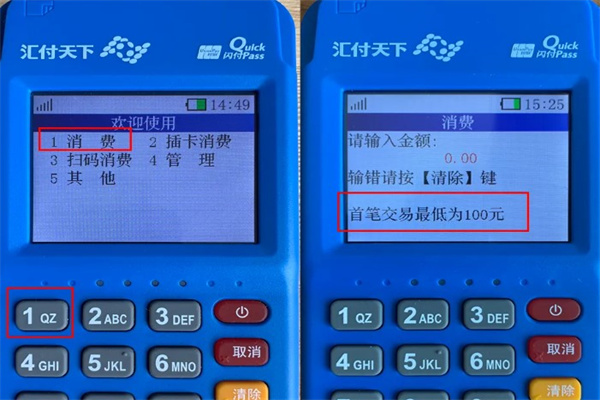 汇付天下
Quick
闪付Pass
14:49
欢迎使用
1 消 费 2 插卡消费
3 扫码消费 4 管 理
5 其 他
1 QZ 2 ABC 3 DEF
4 GHI 5 JKL 6 MNO 取消
清除
汇付天下
Quick
闪付Pass
15:25
消费
请输入金额:
0.00
输错请按【清除】键
首笔交易最低为100元
1 QZ 2 ABC 3 DEF
4 GHI 5 JKL 6 MNO 取消
清除